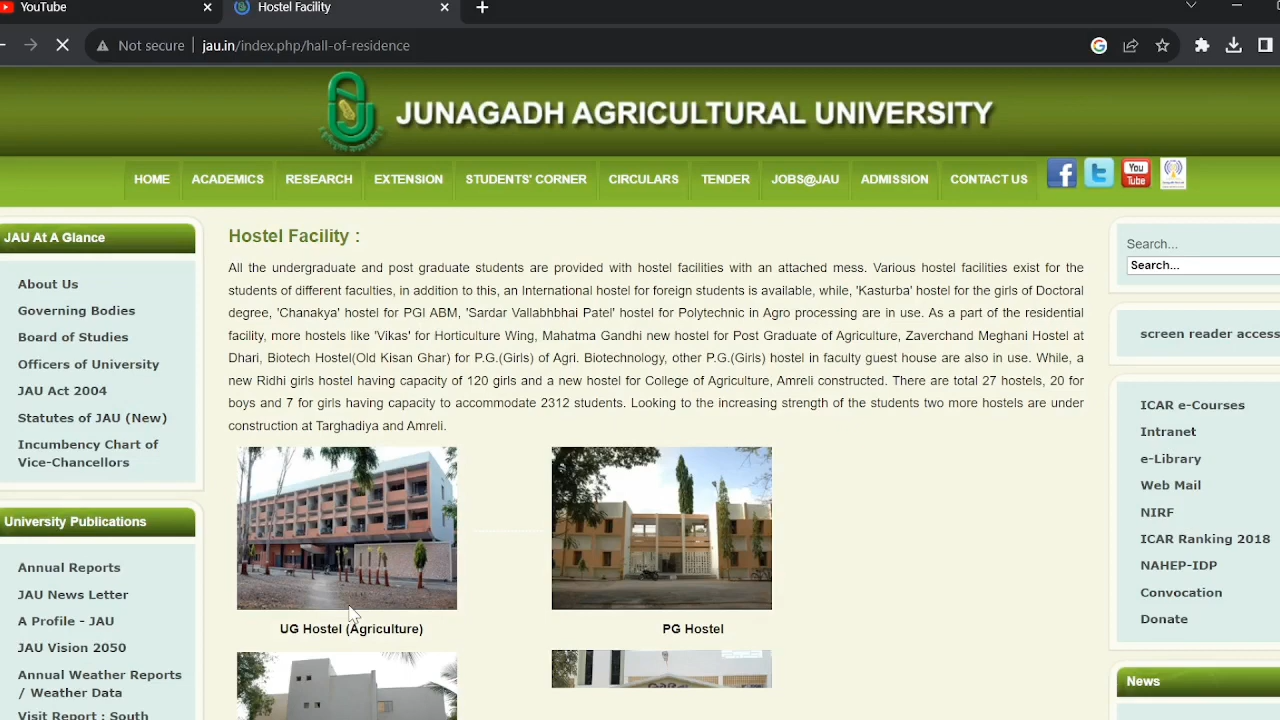 YouTube
Hostel Facility
Not secure
jau.in/index.php/hall-of-residence
JUNAGADH AGRICULTURAL UNIVERSITY
HOME
ACADEMICS
RESEARCH
EXTENSION
STUDENTS' CORNER
CIRCULARS
TENDER
JOBS@JAU
ADMISSION
CONTACT US
You
Tube
JAU At A Glance
About Us
Governing Bodies
Board of Studies
Officers of University
JAU Act 2004
Statutes of JAU (New)
Incumbency Chart of
Vice-Chancellors
University Publications
Annual Reports
JAU News Letter
A Profile - JAU
JAU Vision 2050
Annual Weather Reports
/ Weather Data
Visit Report : South
Hostel Facility :
All the undergraduate and post graduate students are provided with hostel facilities with an attached mess. Various hostel facilities exist for the
students of different faculties, in addition to this, an International hostel for foreign students is available, while, 'Kasturba' hostel for the girls of Doctoral
degree, 'Chanakya' hostel for PGI ABM, 'Sardar Vallabhbhai Patel' hostel for Polytechnic in Agro processing are in use. As a part of the residential
facility, more hostels like 'Vikas' for Horticulture Wing, Mahatma Gandhi new hostel for Post Graduate of Agriculture, Zaverchand Meghani Hostel at
Dhari, Biotech Hostel(Old Kisan Ghar) for P.G.(Girls) of Agri. Biotechnology, other P.G.(Girls) hostel in faculty guest house are also in use. While, a
new Ridhi girls hostel having capacity of 120 girls and a new hostel for College of Agriculture, Amreli constructed. There are total 27 hostels, 20 for
boys and 7 for girls having capacity to accommodate 2312 students. Looking to the increasing strength of the students two more hostels are under
construction at Targhadiya and Amreli.
UG Hostel (Agriculture)
PG Hostel
Search...
Search...
screen reader access
ICAR e-Courses
Intranet
e-Library
Web Mail
NIRF
ICAR Ranking 2018
NAHEP-IDP
Convocation
Donate
News